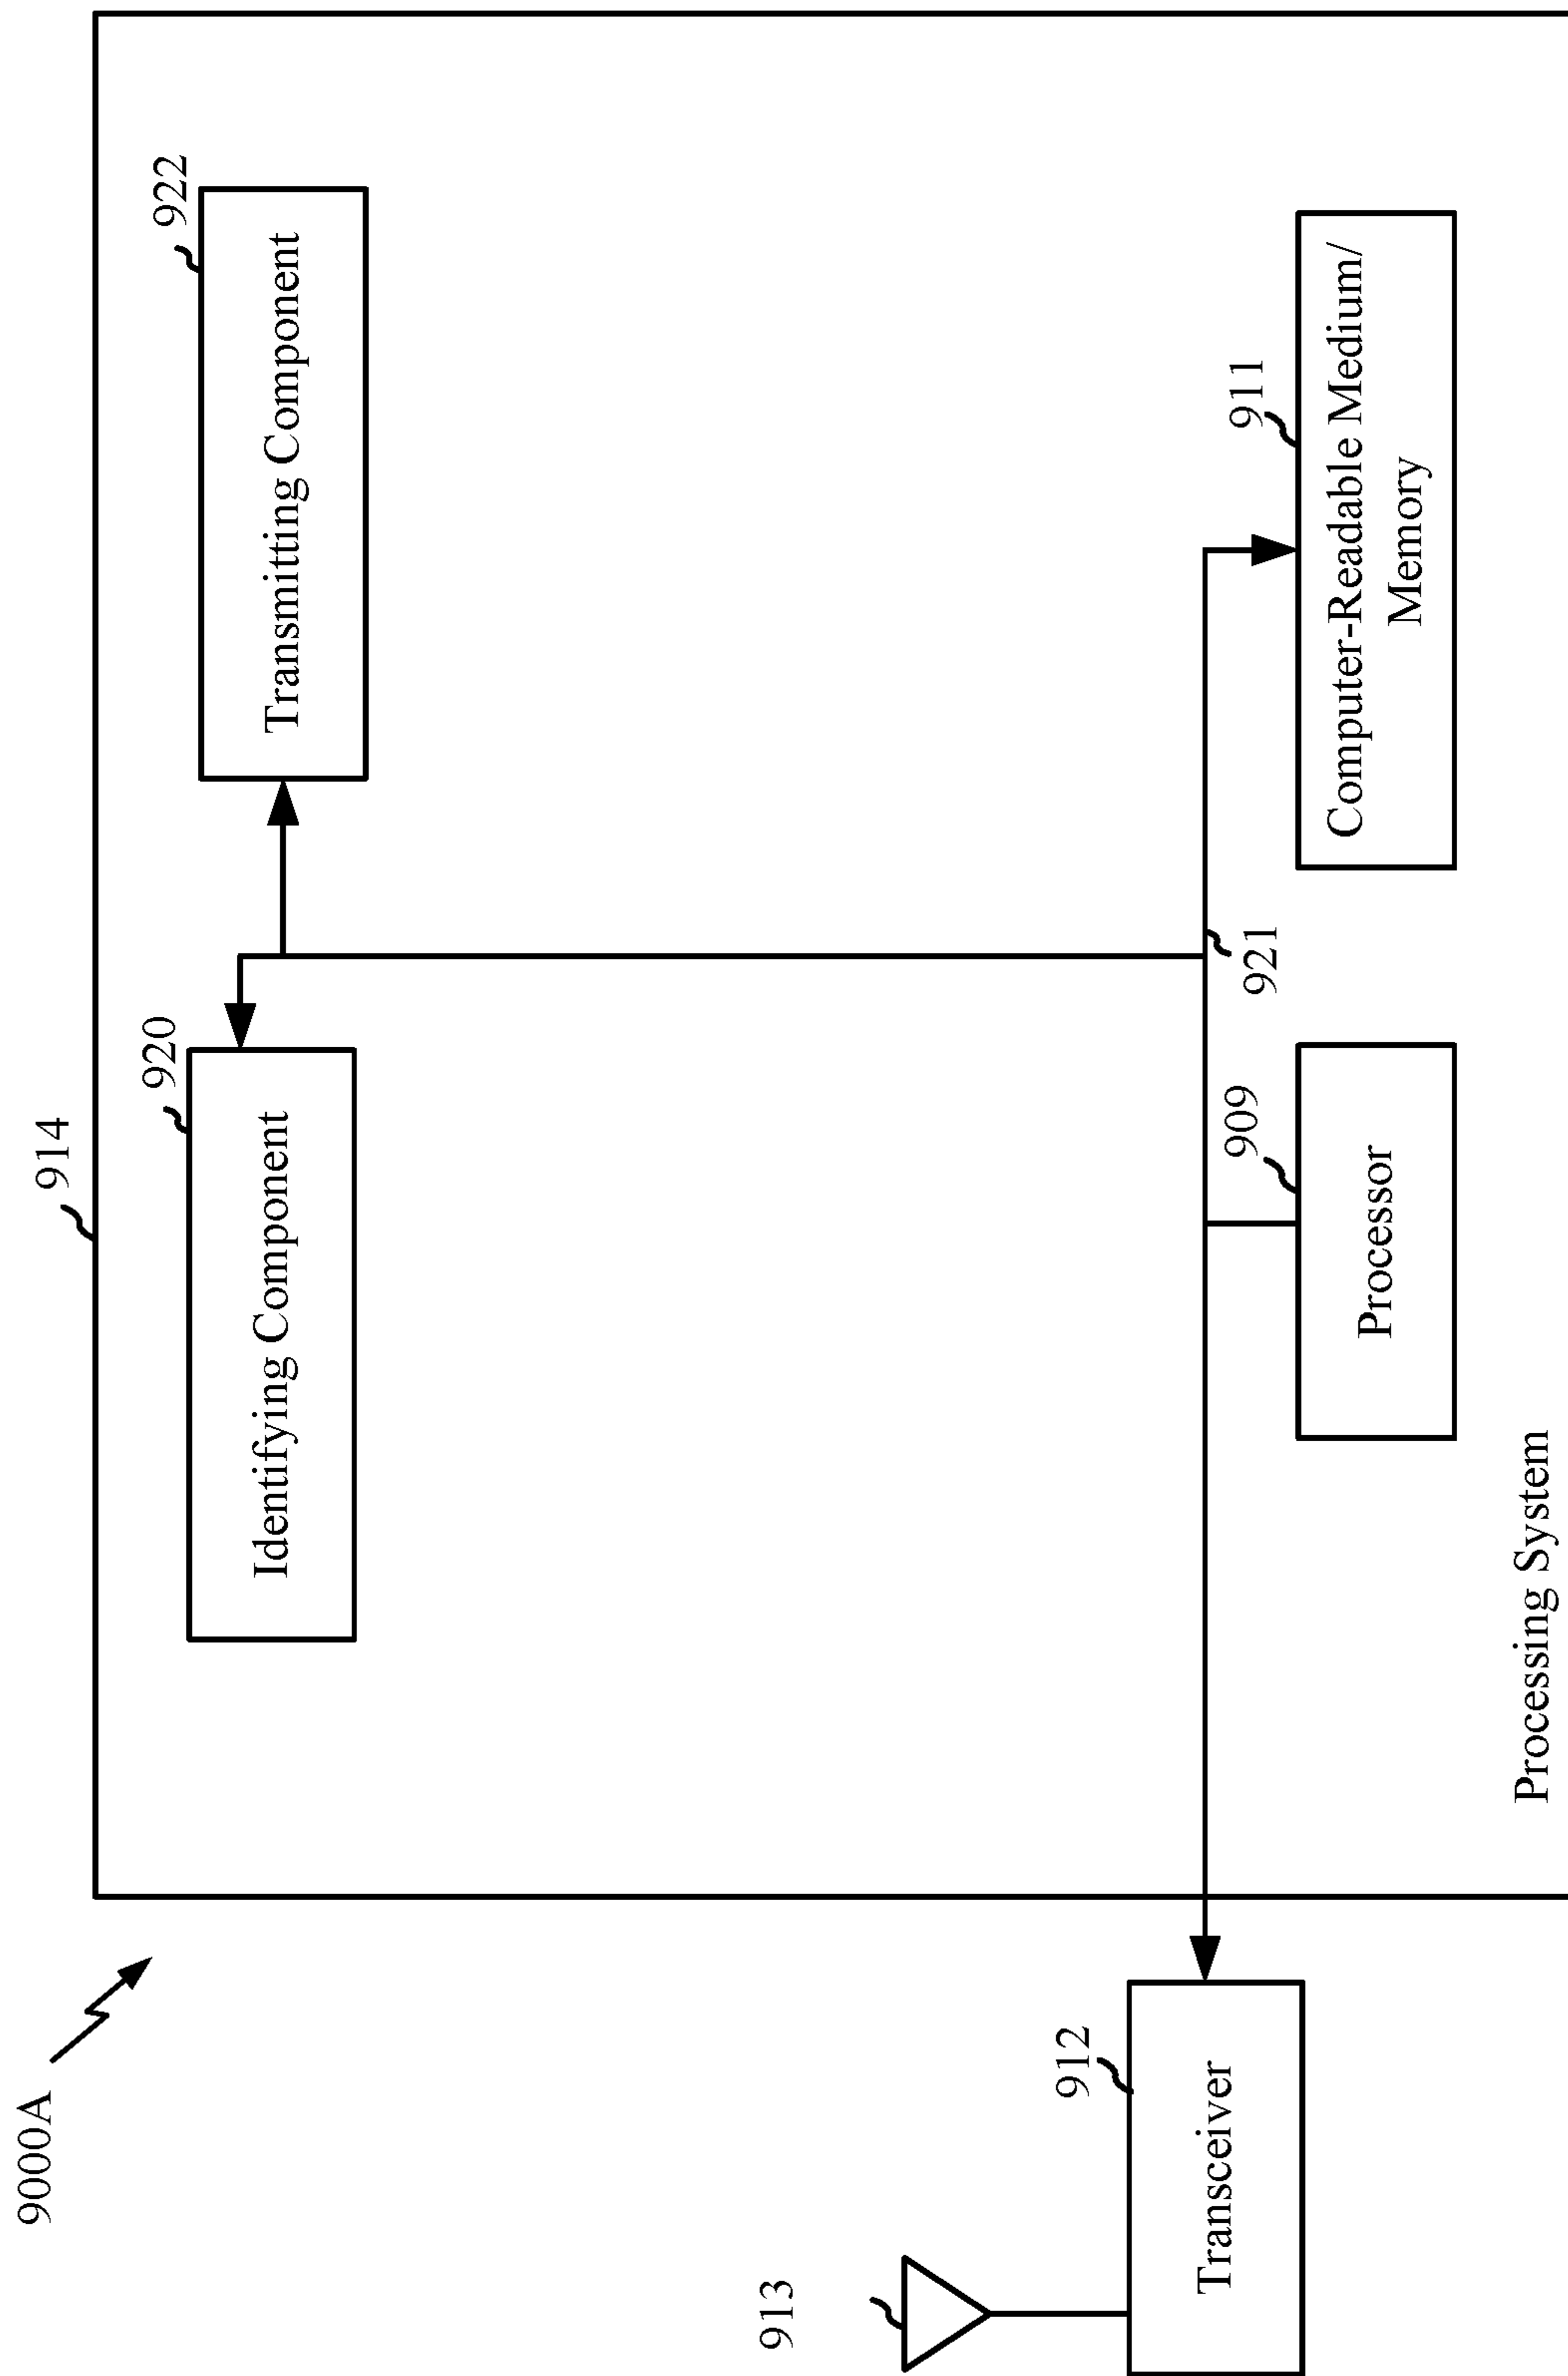 9000A
914
920
Identifying Component
922
Transmitting Component
913
912
Transceiver
921
909
Processor
911
Computer-Readable Medium/
Memory
Processing System